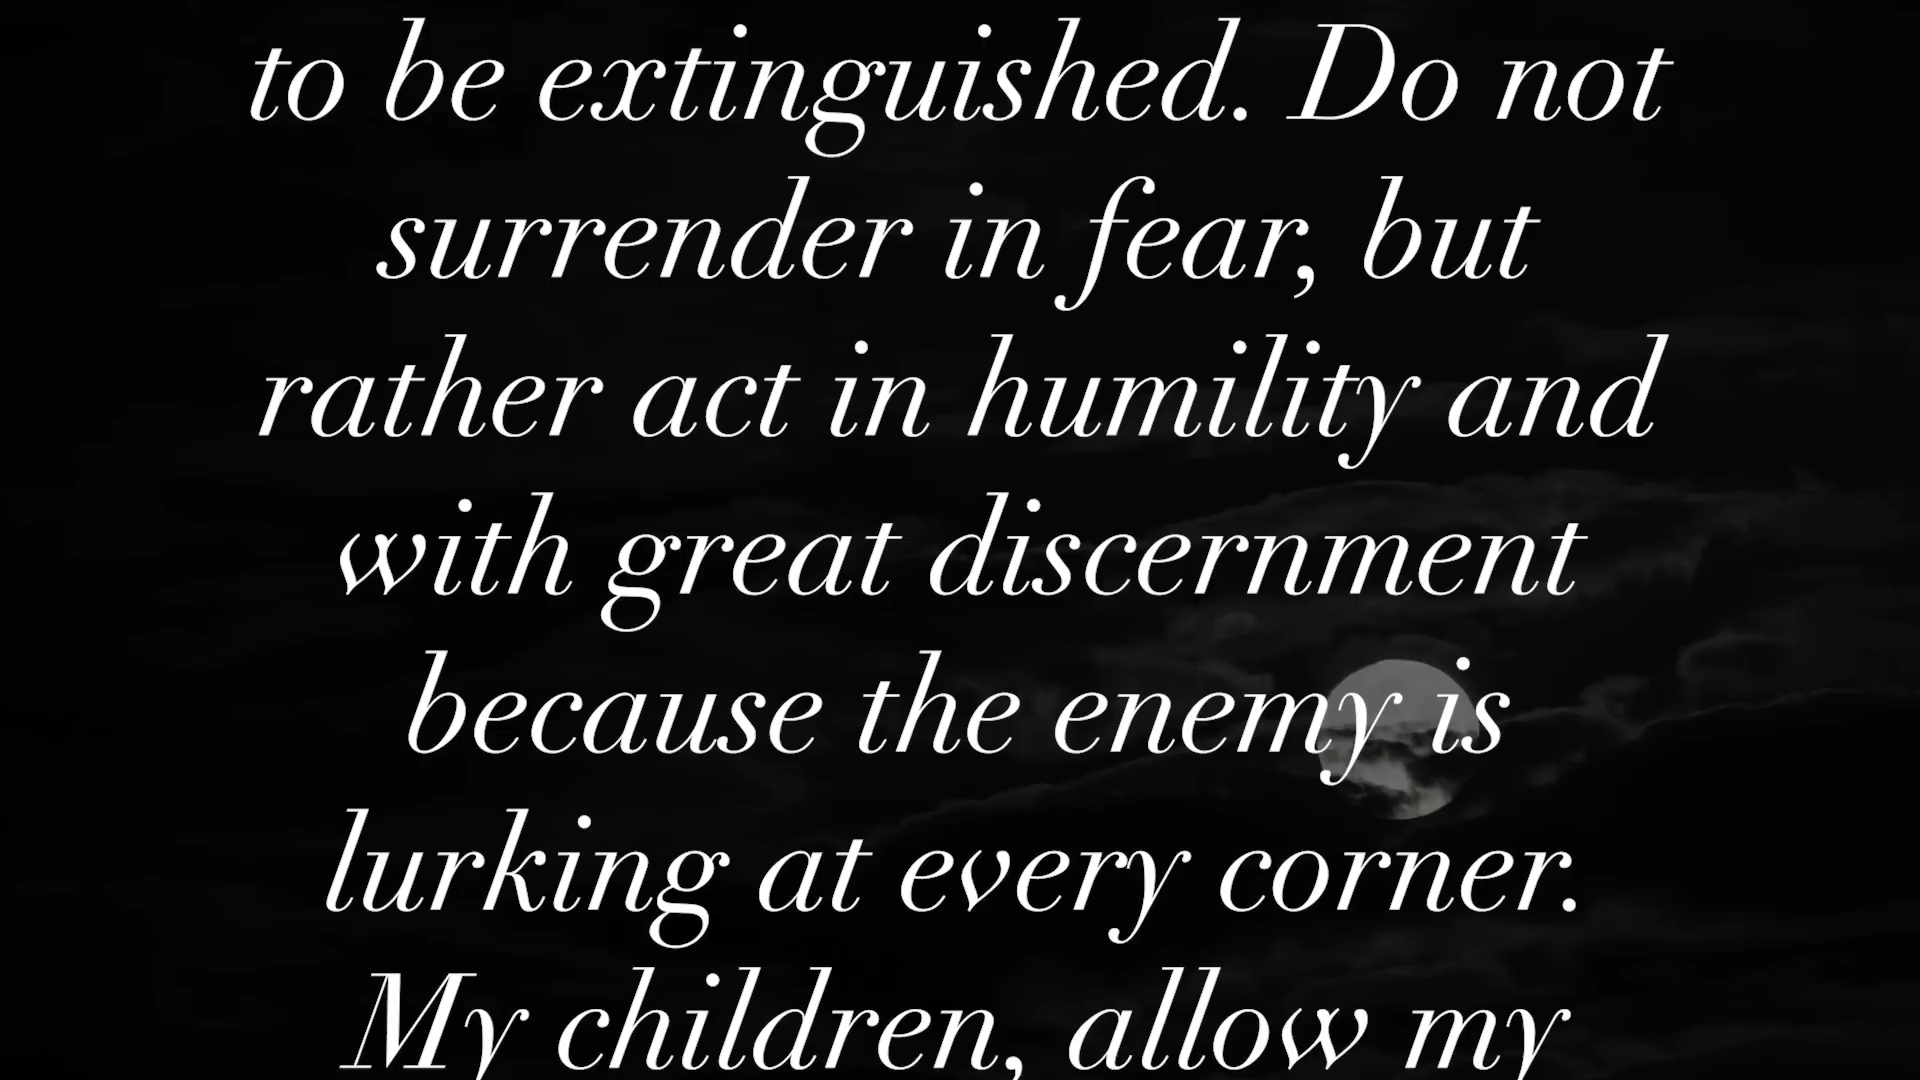 to be extinguished. Do not
surrender in fear, but
rather act in humility and
with great discernment
because the enemy is
lurking at every corner.
My children, allow my